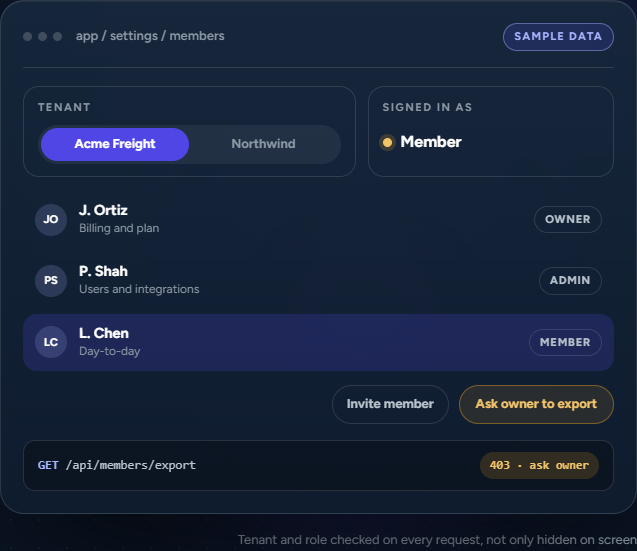 app / settings / members
SAMPLE DATA
TENANT
Acme Freight
Northwind
SIGNED IN AS
Member
JO
J. Ortiz
Billing and plan
OWNER
PS
P. Shah
Users and integrations
ADMIN
LC
L. Chen
Day-to-day
MEMBER
Invite member
Ask owner to export
GET /api/members/export
403 · ask owner
Tenant and role checked on every request, not only hidden on screen